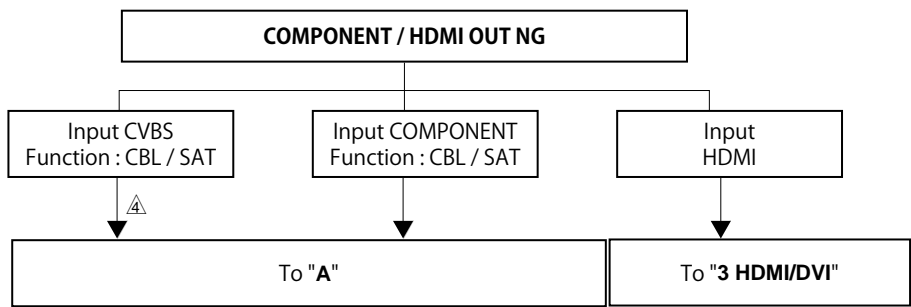 COMPONENT / HDMI OUT NG
Input CVBS
Function : CBL / SAT
Input COMPONENT
Function : CBL / SAT
Input
HDMI
4
To "A"
To "3 HDMI/DVI"